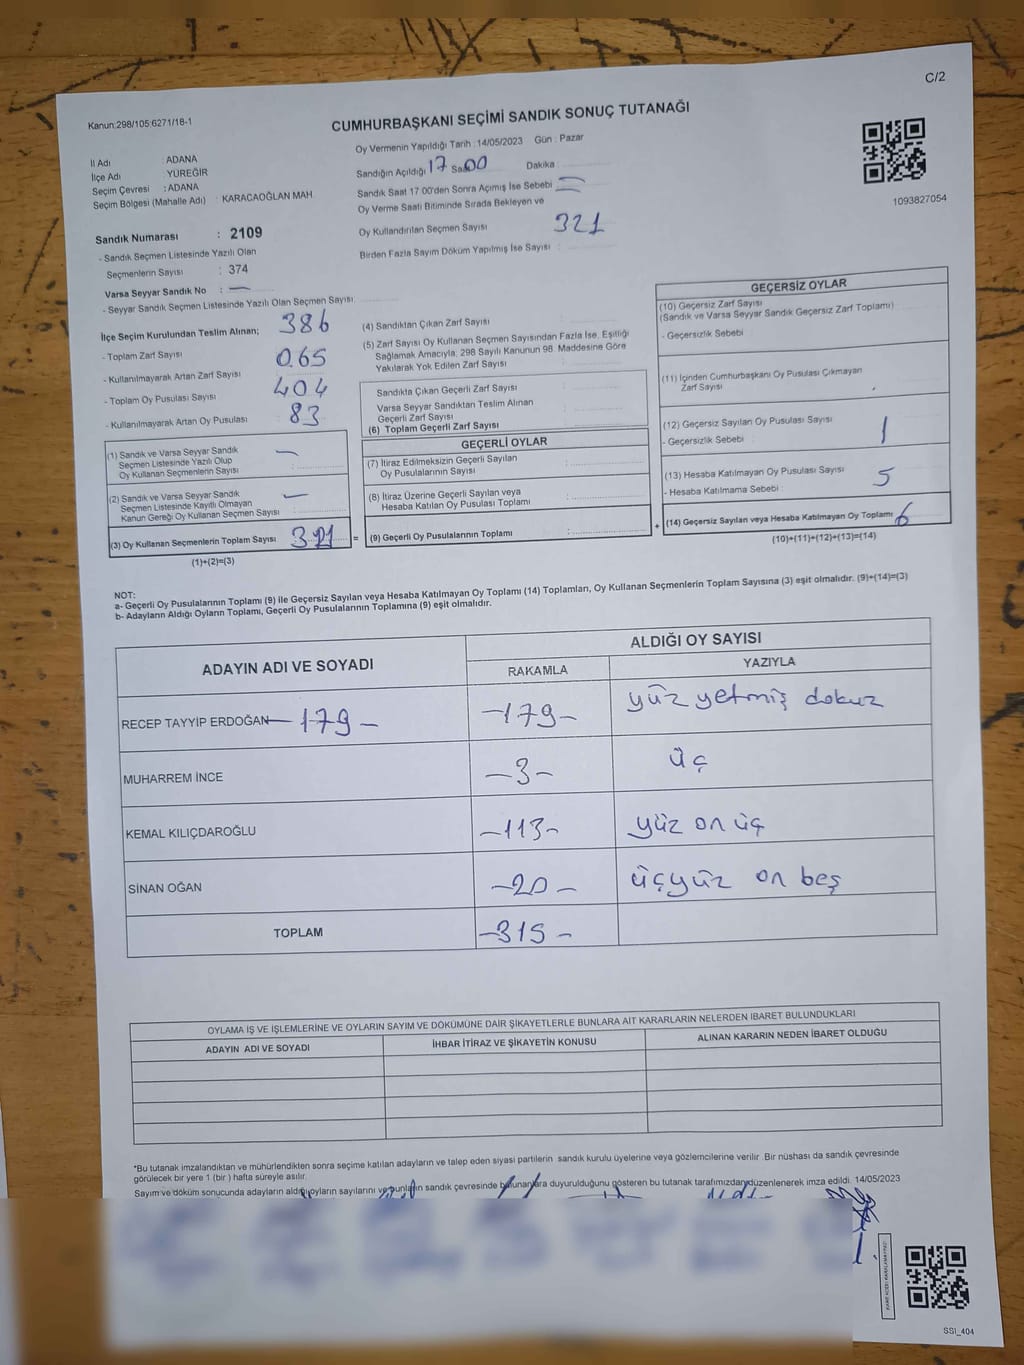 C/2
Kanun:298/105:6271/18-1
CUMHURBAŞKANI SEÇİMİ SANDIK SONUÇ TUTANAĞI
İl Adı : ADANA
İlçe Adı : YÜREĞİR
Seçim Çevresi : ADANA
Seçim Bölgesi (Mahalle Adı) : KARACAOĞLAN MAH
Sandık Numarası : 2109
- Sandık Seçmen Listesinde Yazılı Olan
Seçmenlerin Sayısı : 374
Varsa Seyyar Sandık No : —
- Seyyar Sandık Seçmen Listesinde Yazılı Olan Seçmen Sayısı:
Oy Vermenin Yapıldığı Tarih : 14/05/2023 Gün : Pazar
Sandığın Açıldığı 17 Saat 00 Dakika
Sandık Saat 17 00'den Sonra Açımış İse Sebebi
Oy Verme Saati Bitiminde Sırada Bekleyen ve
Oy Kullandırılan Seçmen Sayısı 321
Birden Fazla Sayım Döküm Yapılmış İse Sayısı :
1093827054
İlçe Seçim Kurulundan Teslim Alınan; 386
- Toplam Zarf Sayısı
- Kullanılmayarak Artan Zarf Sayısı 065
- Toplam Oy Pusulası Sayısı 404
- Kullanılmayarak Artan Oy Pusulası 83
(1) Sandık ve Varsa Seyyar Sandık
Seçmen Listesinde Yazılı Olup
Oy Kullanan Seçmenlerin Sayısı : —
(2) Sandık ve Varsa Seyyar Sandık
Seçmen Listesinde Kayıtlı Olmayan
Kanun Gereği Oy Kullanan Seçmen Sayısı : —
(3) Oy Kullanan Seçmenlerin Toplam Sayısı 321 =
(1)+(2)=(3)
(4) Sandıktan Çıkan Zarf Sayısı :
(5) Zarf Sayısı Oy Kullanan Seçmen Sayısından Fazla İse, Eşitliği
Sağlamak Amacıyla; 298 Sayılı Kanunun 98. Maddesine Göre
Yakılarak Yok Edilen Zarf Sayısı :
Sandıkta Çıkan Geçerli Zarf Sayısı :
Varsa Seyyar Sandıktan Teslim Alınan
Geçerli Zarf Sayısı :
(6) Toplam Geçerli Zarf Sayısı :
GEÇERLİ OYLAR
(7) İtiraz Edilmeksizin Geçerli Sayılan
Oy Pusulalarının Sayısı :
(8) İtiraz Üzerine Geçerli Sayılan veya
Hesaba Katılan Oy Pusulası Toplamı :
(9) Geçerli Oy Pusulalarının Toplamı : +
GEÇERSİZ OYLAR
(10) Geçersiz Zarf Sayısı
(Sandık ve Varsa Seyyar Sandık Geçersiz Zarf Toplamı)
- Geçersizlik Sebebi :
(11) İçinden Cumhurbaşkanı Oy Pusulası Çıkmayan
Zarf Sayısı
(12) Geçersiz Sayılan Oy Pusulası Sayısı 1
- Geçersizlik Sebebi :
(13) Hesaba Katılmayan Oy Pusulası Sayısı 5
- Hesaba Katılmama Sebebi :
(14) Geçersiz Sayılan veya Hesaba Katılmayan Oy Toplamı 6
(10)+(11)+(12)+(13)=(14)
NOT:
a- Geçerli Oy Pusulalarının Toplamı (9) ile Geçersiz Sayılan veya Hesaba Katılmayan Oy Toplamı (14) Toplamları, Oy Kullanan Seçmenlerin Toplam Sayısına (3) eşit olmalıdır. (9)+(14)=(3)
b- Adayların Aldığı Oyların Toplamı, Geçerli Oy Pusulalarının Toplamına (9) eşit olmalıdır.
ADAYIN ADI VE SOYADI
ALDIĞI OY SAYISI
RAKAMLA YAZIYLA
RECEP TAYYİP ERDOĞAN — 179 — — 179 — yüz yetmiş dokuz
MUHARREM İNCE — 3 — üç
KEMAL KILIÇDAROĞLU — 113 — yüz on üç
SİNAN OĞAN — 20 — üçyüz on beş
TOPLAM — 315 —
OYLAMA İŞ VE İŞLEMLERİNE VE OYLARIN SAYIM VE DÖKÜMÜNE DAİR ŞİKAYETLERLE BUNLARA AİT KARARLARIN NELERDEN İBARET BULUNDUKLARI
ADAYIN ADI VE SOYADI İHBAR İTİRAZ VE ŞİKAYETİN KONUSU ALINAN KARARIN NEDEN İBARET OLDUĞU
*Bu tutanak imzalandıktan ve mühürlendikten sonra seçime katılan adayların ve talep eden siyasi partilerin sandık kurulu üyelerine veya gözlemcilerine verilir .Bir nüshası da sandık çevresinde
görülecek bir yere 1 (bir ) hafta süreyle asılır.
Sayım ve döküm sonucunda adayların aldığı oyların sayılarını ve bunların sandık çevresinde bulunanlara duyurulduğunu gösteren bu tutanak tarafımızdan düzenlenerek imza edildi. 14/05/2023
SSI_404